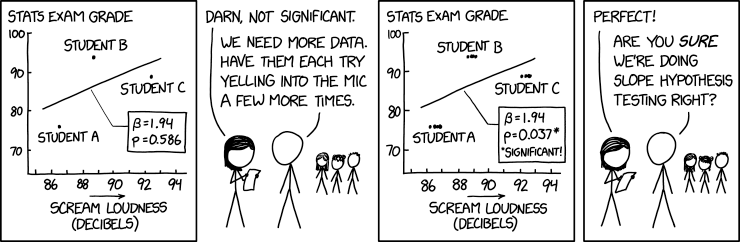 STATS EXAM GRADE
100
90
80
70
STUDENT B
STUDENT C
STUDENT A
β=1.94
p=0.586
86 88 90 92 94
SCREAM LOUDNESS
(DECIBELS)
DARN, NOT SIGNIFICANT.
WE NEED MORE DATA.
HAVE THEM EACH TRY
YELLING INTO THE MIC
A FEW MORE TIMES.
STATS EXAM GRADE
100
90
80
70
STUDENT B
STUDENT C
STUDENT A
β=1.94
p=0.037*
*SIGNIFICANT!
86 88 90 92 94
SCREAM LOUDNESS
(DECIBELS)
PERFECT!
ARE YOU SURE
WE'RE DOING
SLOPE HYPOTHESIS
TESTING RIGHT?